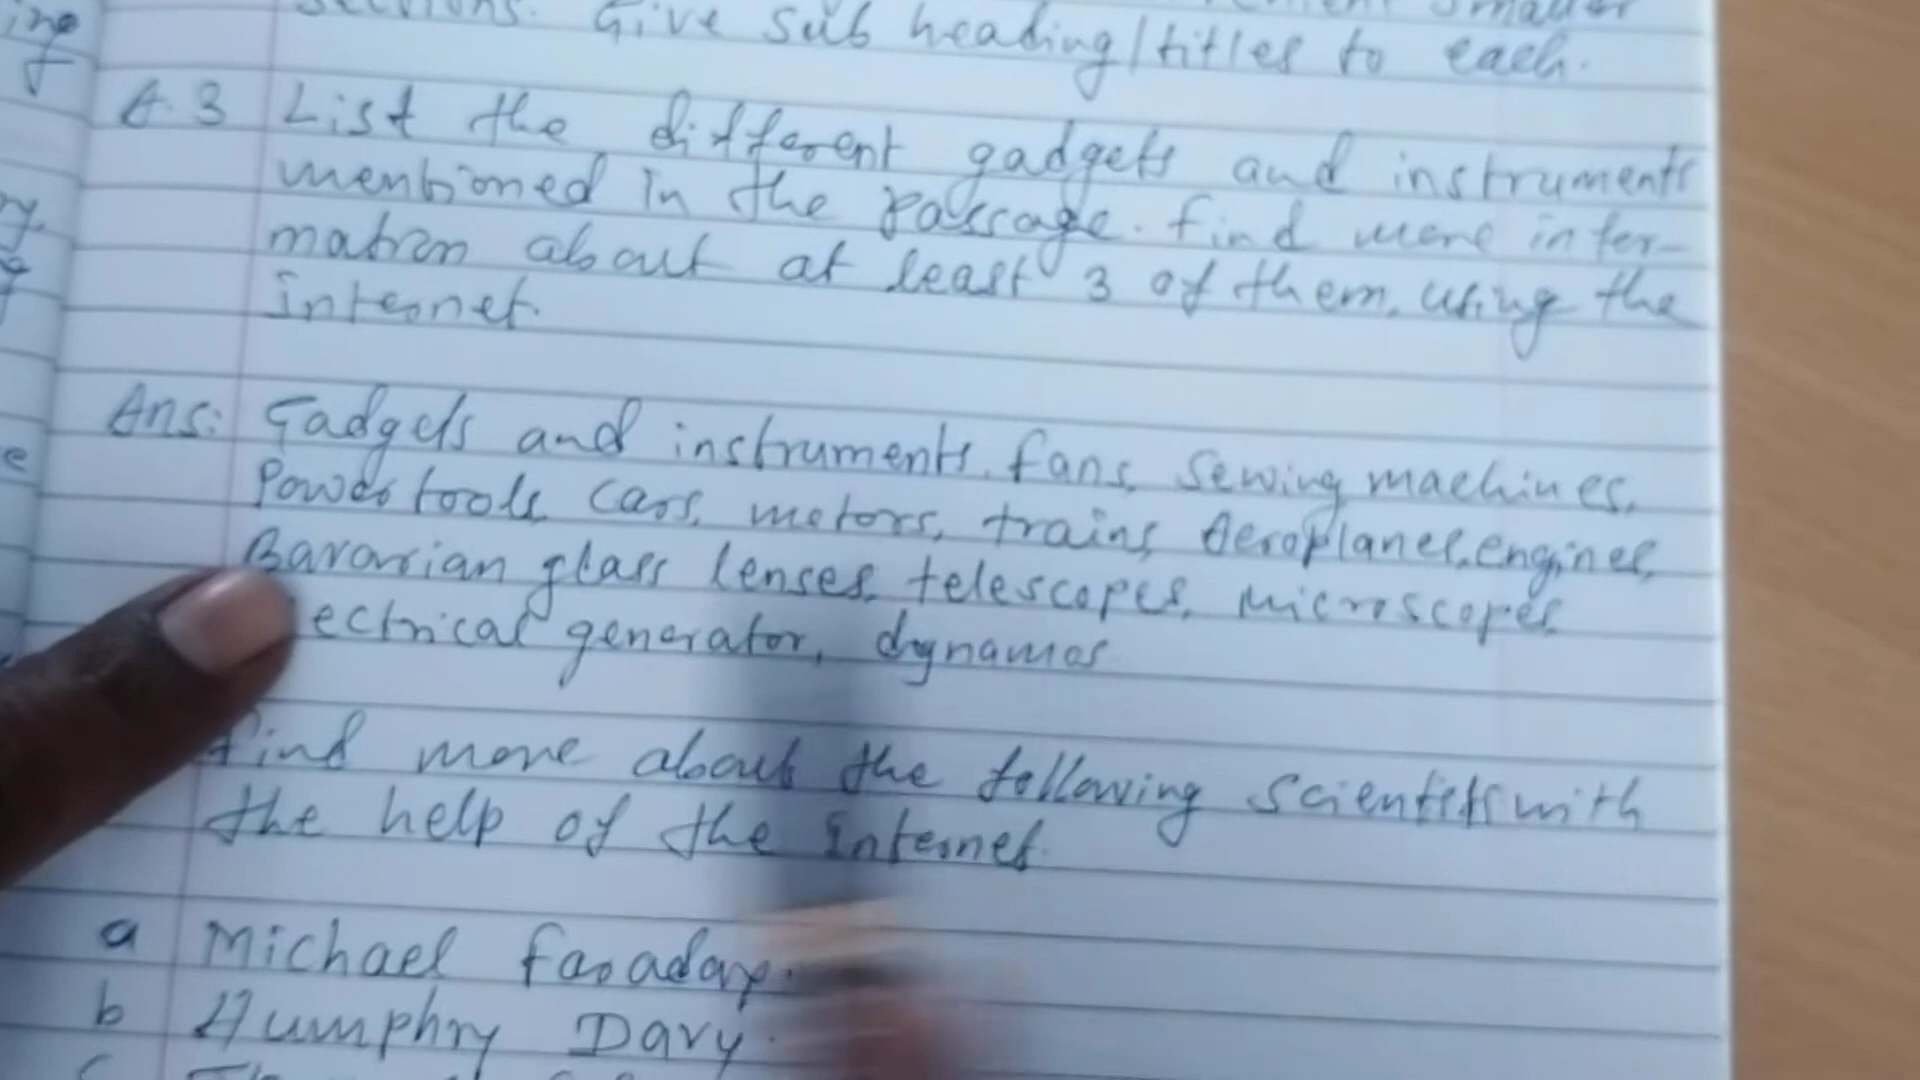 Give sub heading/titles to each.
A.3 List the different gadgets and instruments
mentioned in the passage. find more infor-
mation about at least 3 of them, using the
internet.
Ans: Gadgets and instruments. fans, Sewing machines,
Power tools, cars, motors, trains, Aeroplanes, engines,
Bavarian glass lenses, telescopes, microscopes
ectrical generator, dynamos
find more about the following Scientits with
the help of the internet.
a Michael faraday.
b Humphry Davy.